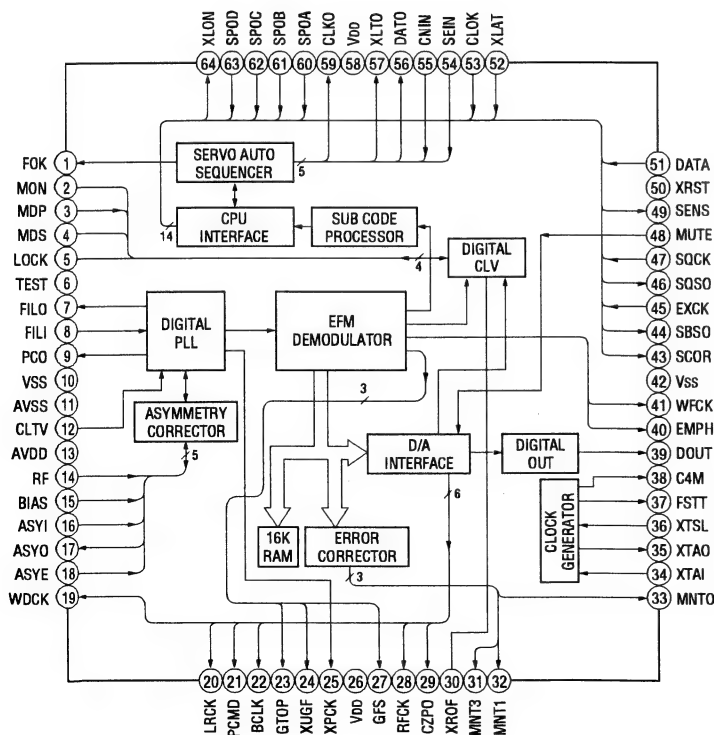 XLON SPOD SPOC SPOB SPOA CLKO VDD XLTO DATO CNIN SEIN CLOK XLAT
64 63 62 61 60 59 58 57 56 55 54 53 52
FOK 1
MON 2
MDP 3
MDS 4
LOCK 5
TEST 6
FILO 7
FILI 8
PCO 9
VSS 10
AVSS 11
CLTV 12
AVDD 13
RF 14
BIAS 15
ASYI 16
ASYO 17
ASYE 18
WDCK 19
SERVO AUTO
SEQUENCER
5
CPU
INTERFACE
14
SUB CODE
PROCESSOR
DIGITAL
CLV
4
DIGITAL
PLL
EFM
DEMODULATOR
3
ASYMMETRY
CORRECTOR
5
D/A
INTERFACE
6
DIGITAL
OUT
16K
RAM
ERROR
CORRECTOR
3
CLOCK
GENERATOR
51 DATA
50 XRST
49 SENS
48 MUTE
47 SQCK
46 SQSO
45 EXCK
44 SBSO
43 SCOR
42 VSS
41 WFCK
40 EMPH
39 DOUT
38 C4M
37 FSTT
36 XTSL
35 XTAO
34 XTAI
33 MNTO
20 21 22 23 24 25 26 27 28 29 30 31 32
LRCK PCMD BCLK GTOP XUGF XPCK VDD GFS RFCK CZPO XROF MNT3 MNT1